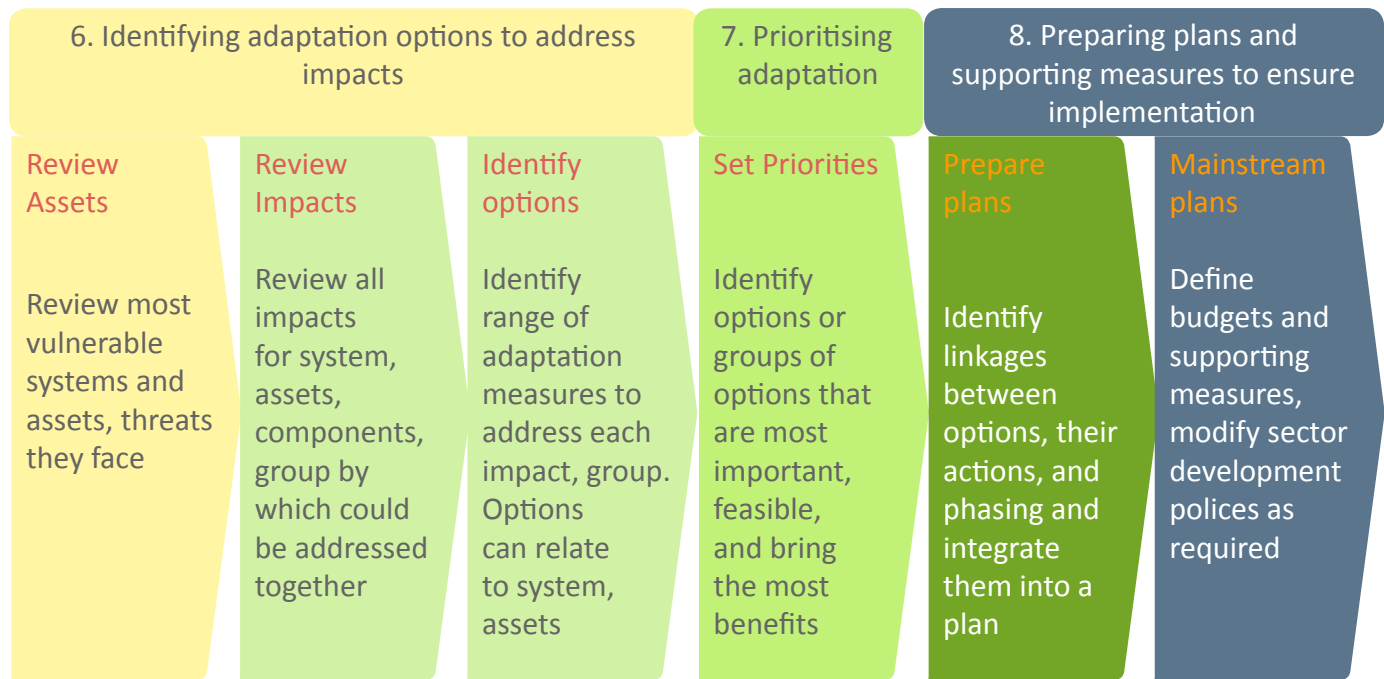 6. Identifying adaptation options to address
impacts
7. Prioritising
adaptation
8. Preparing plans and
supporting measures to ensure
implementation
Review
Assets
Review most
vulnerable
systems and
assets, threats
they face
Review
Impacts
Review all
impacts
for system,
assets,
components,
group by
which could
be addressed
together
Identify
options
Identify
range of
adaptation
measures to
address each
impact, group.
Options
can relate
to system,
assets
Set Priorities
Identify
options or
groups of
options that
are most
important,
feasible,
and bring
the most
benefits
Prepare
plans
Identify
linkages
between
options, their
actions, and
phasing and
integrate
them into a
plan
Mainstream
plans
Define
budgets and
supporting
measures,
modify sector
development
polices as
required